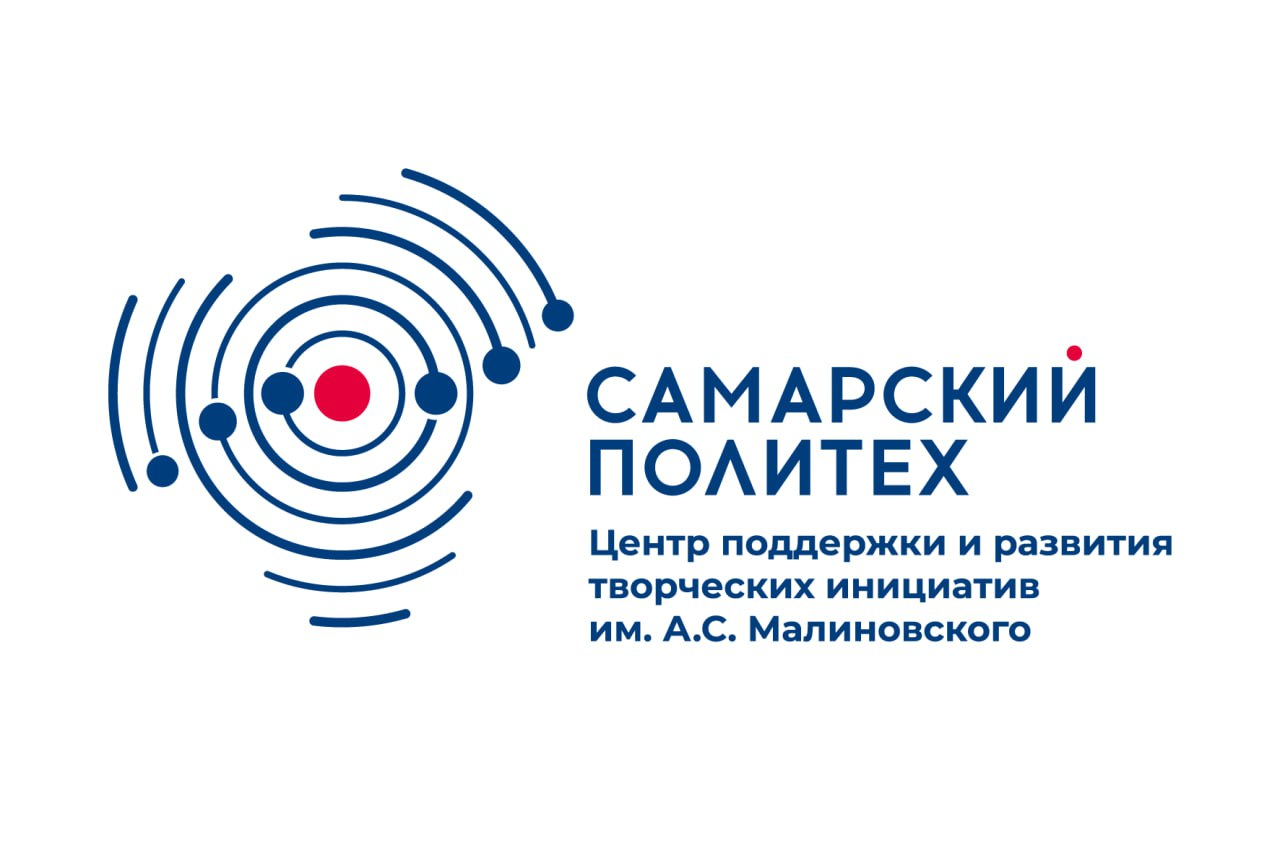 САМАРСКИЙ
ПОЛИТЕХ
Центр поддержки и развития
творческих инициатив
им. А.С. Малиновского